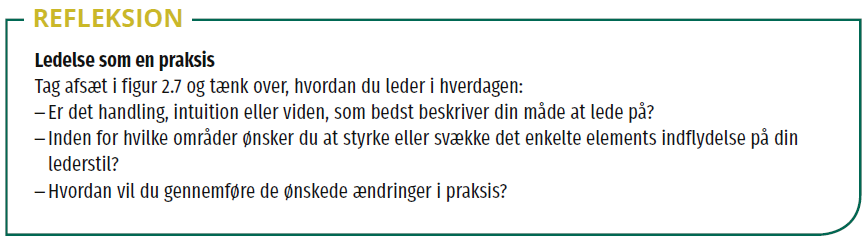 REFLEKSION
Ledelse som en praksis
Tag afsæt i figur 2.7 og tænk over, hvordan du leder i hverdagen:
– Er det handling, intuition eller viden, som bedst beskriver din måde at lede på?
– Inden for hvilke områder ønsker du at styrke eller svække det enkelte elements indflydelse på din
lederstil?
– Hvordan vil du gennemføre de ønskede ændringer i praksis?